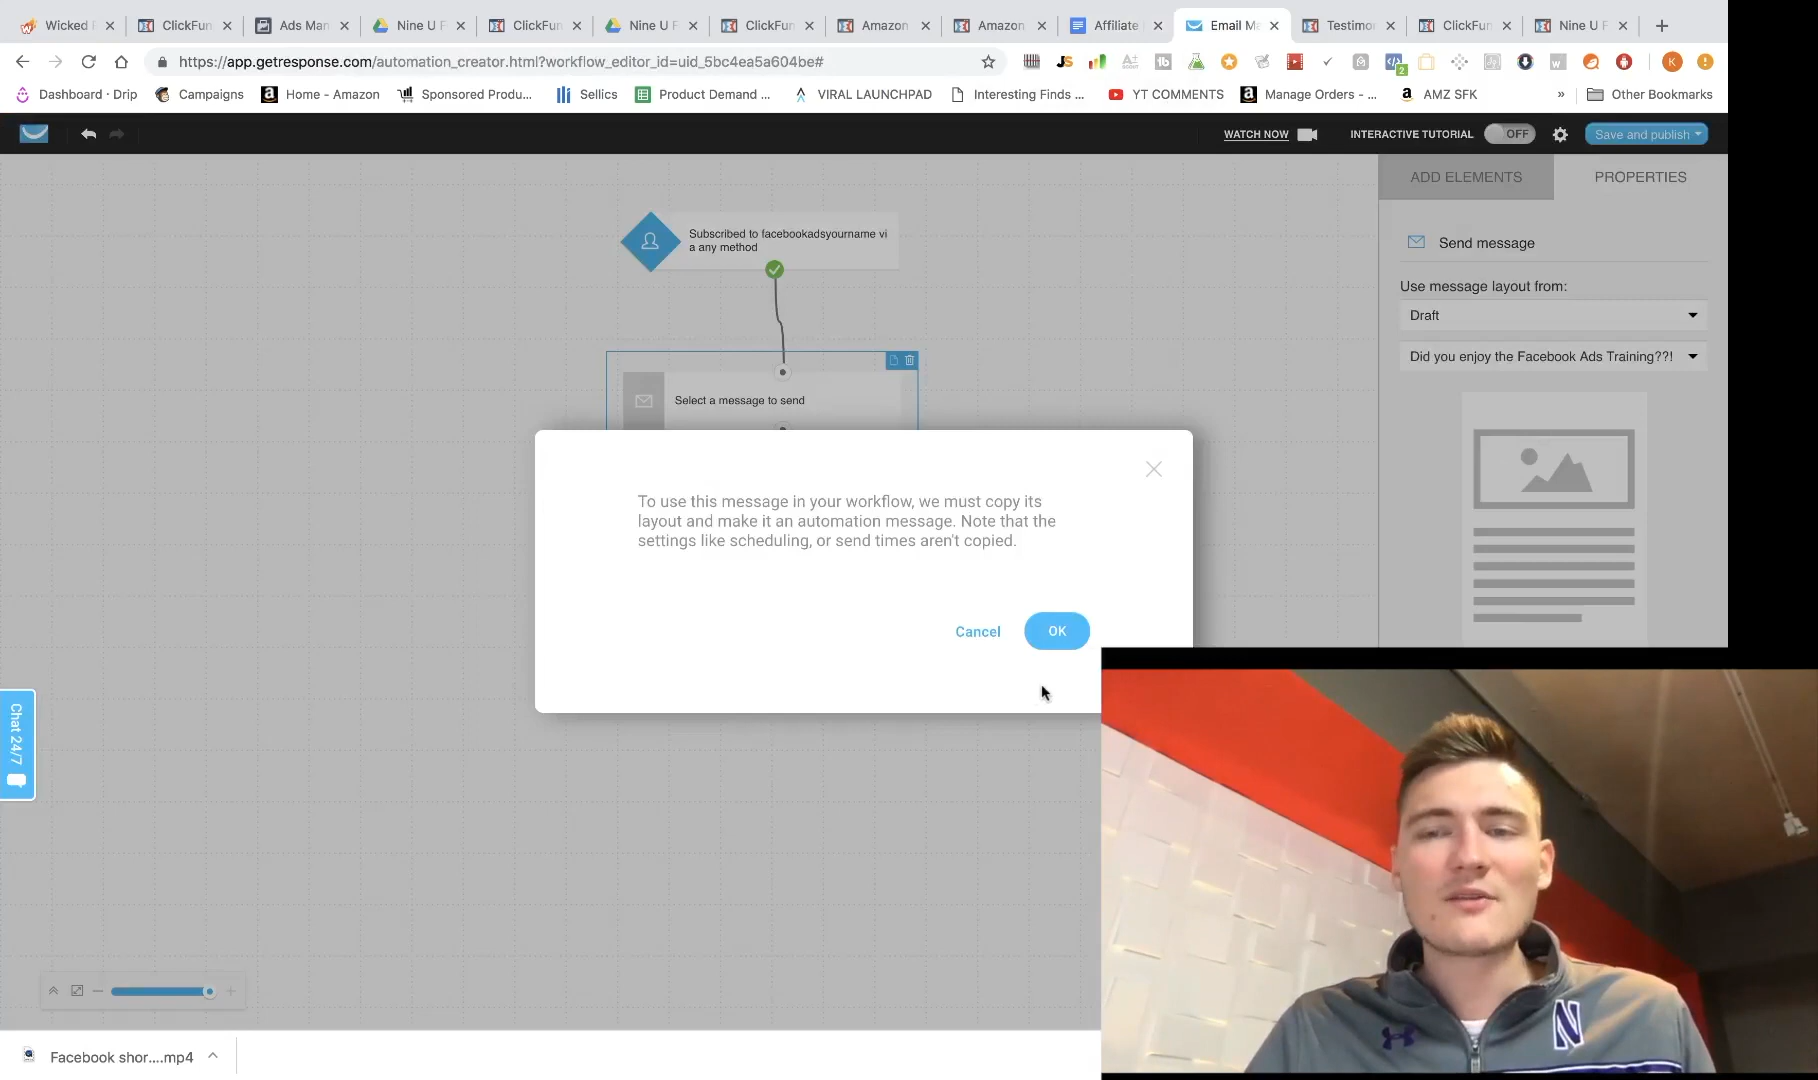 Wicked F
ClickFun
Ads Man
Nine U F
ClickFun
Nine U F
ClickFun
Amazon
Amazon
Affiliate
Email Ma
Testimo
ClickFun
Nine U F
https://app.getresponse.com/automation_creator.html?workflow_editor_id=uid_5bc4ea5a604be#
Dashboard · Drip
Campaigns
Home - Amazon
Sponsored Produ...
Sellics
Product Demand ...
VIRAL LAUNCHPAD
Interesting Finds ...
YT COMMENTS
Manage Orders - ...
AMZ SFK
»
Other Bookmarks
WATCH NOW
INTERACTIVE TUTORIAL
OFF
Save and publish
ADD ELEMENTS
PROPERTIES
Subscribed to facebookadsyourname vi
a any method
Send message
Use message layout from:
Draft
Did you enjoy the Facebook Ads Training??!
Select a message to send
To use this message in your workflow, we must copy its
layout and make it an automation message. Note that the
settings like scheduling, or send times aren't copied.
Cancel
OK
Chat 24/7
Facebook shor....mp4
N